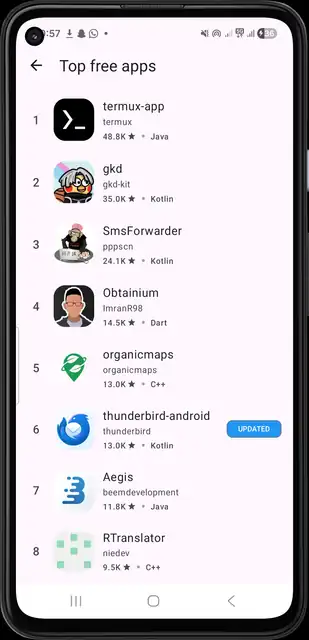 :57
36
Top free apps
1
termux-app
termux
48.8K ★ • Java
2
gkd
gkd-kit
35.0K ★ • Kotlin
3
SmsForwarder
pppscn
24.1K ★ • Kotlin
4
Obtainium
ImranR98
14.5K ★ • Dart
5
organicmaps
organicmaps
13.0K ★ • C++
6
thunderbird-android
thunderbird
13.0K ★ • Kotlin
UPDATED
7
Aegis
beemdevelopment
11.8K ★ • Java
8
RTranslator
niedev
9.5K ★ • C++